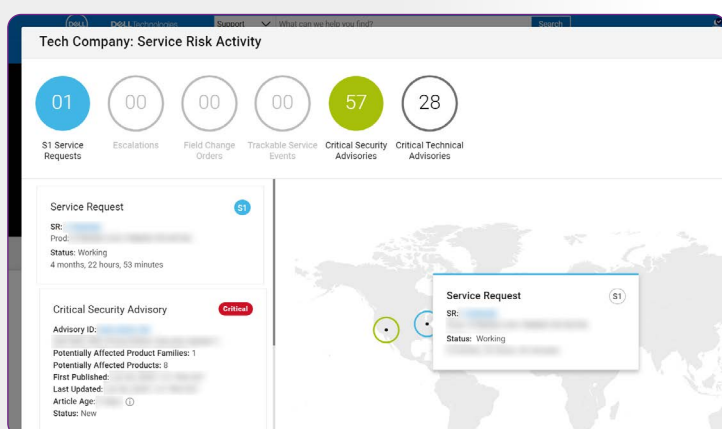 DELL
DELL Technologies
Support
What can we help you find?
Search
Tech Company: Service Risk Activity
01
00
00
00
57
28
S1 Service
Requests
Escalations
Field Change
Orders
Trackable Service
Events
Critical Security
Advisories
Critical Technical
Advisories
Service Request
S1
SR:
Prod:
Status: Working
4 months, 22 hours, 53 minutes
Critical Security Advisory
Critical
Advisory ID:
Potentially Affected Product Families: 1
Potentially Affected Products: 8
First Published:
Last Updated:
Article Age:
Status: New
Service Request
S1
SR:
Status: Working